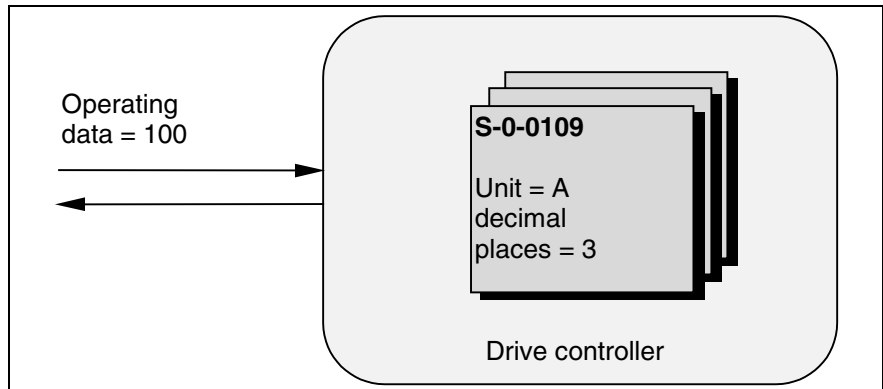 Operating
data = 100
S-0-0109
Unit = A
decimal
places = 3
Drive controller